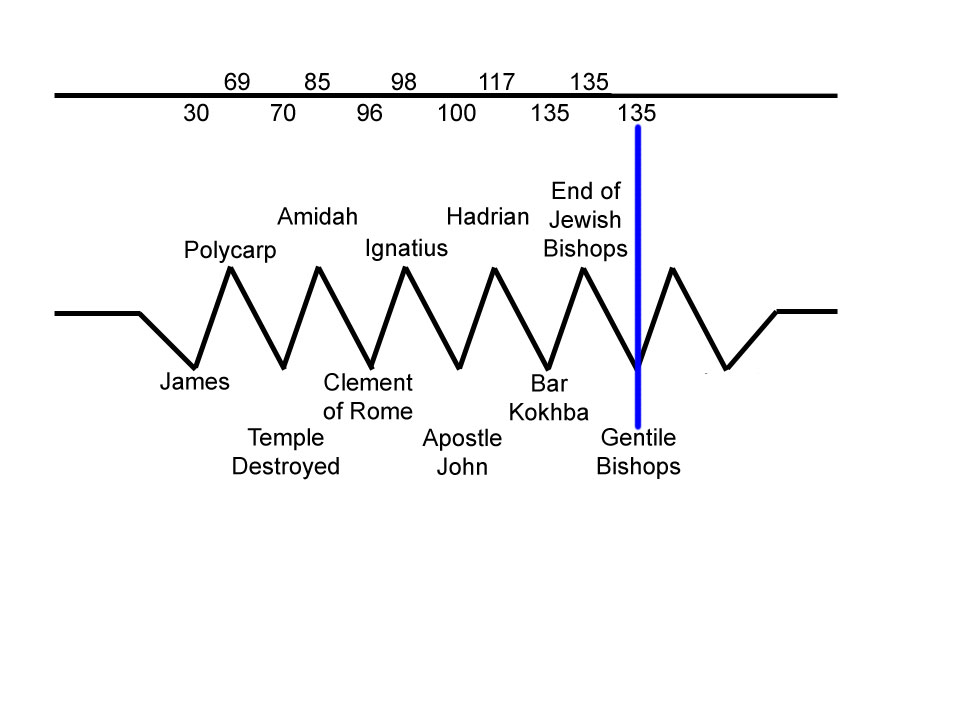 69 85 98 117 135
30 70 96 100 135 135
End of
Jewish
Bishops
Amidah
Hadrian
Polycarp
Ignatius
James
Clement
of Rome
Bar
Kokhba
Temple
Destroyed
Apostle
John
Gentile
Bishops